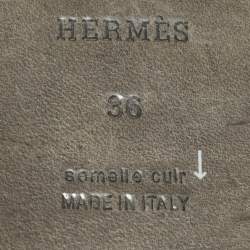 HERMÈS
36
semelle cuir
MADE IN ITALY